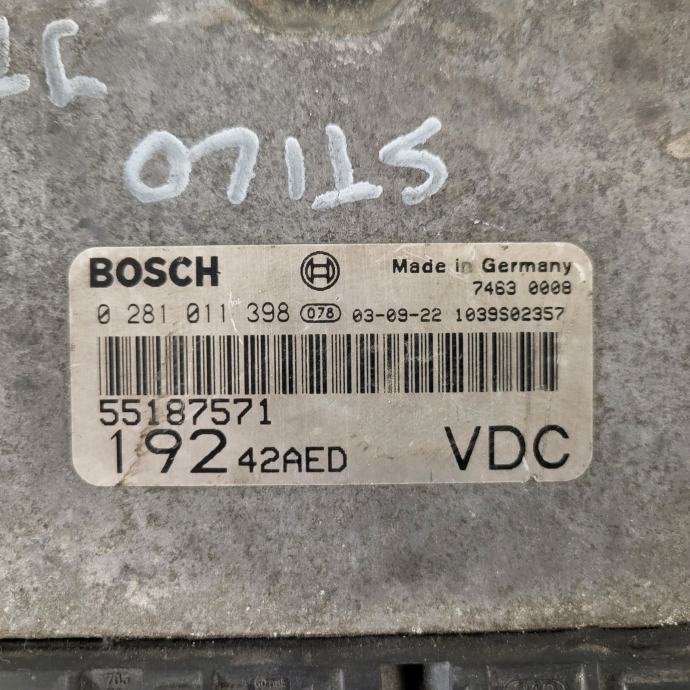 STILO
BOSCH Made in Germany
7463 0008
0 281 011 398 078 03-09-22 1039S02357
55187571
192 42AED VDC